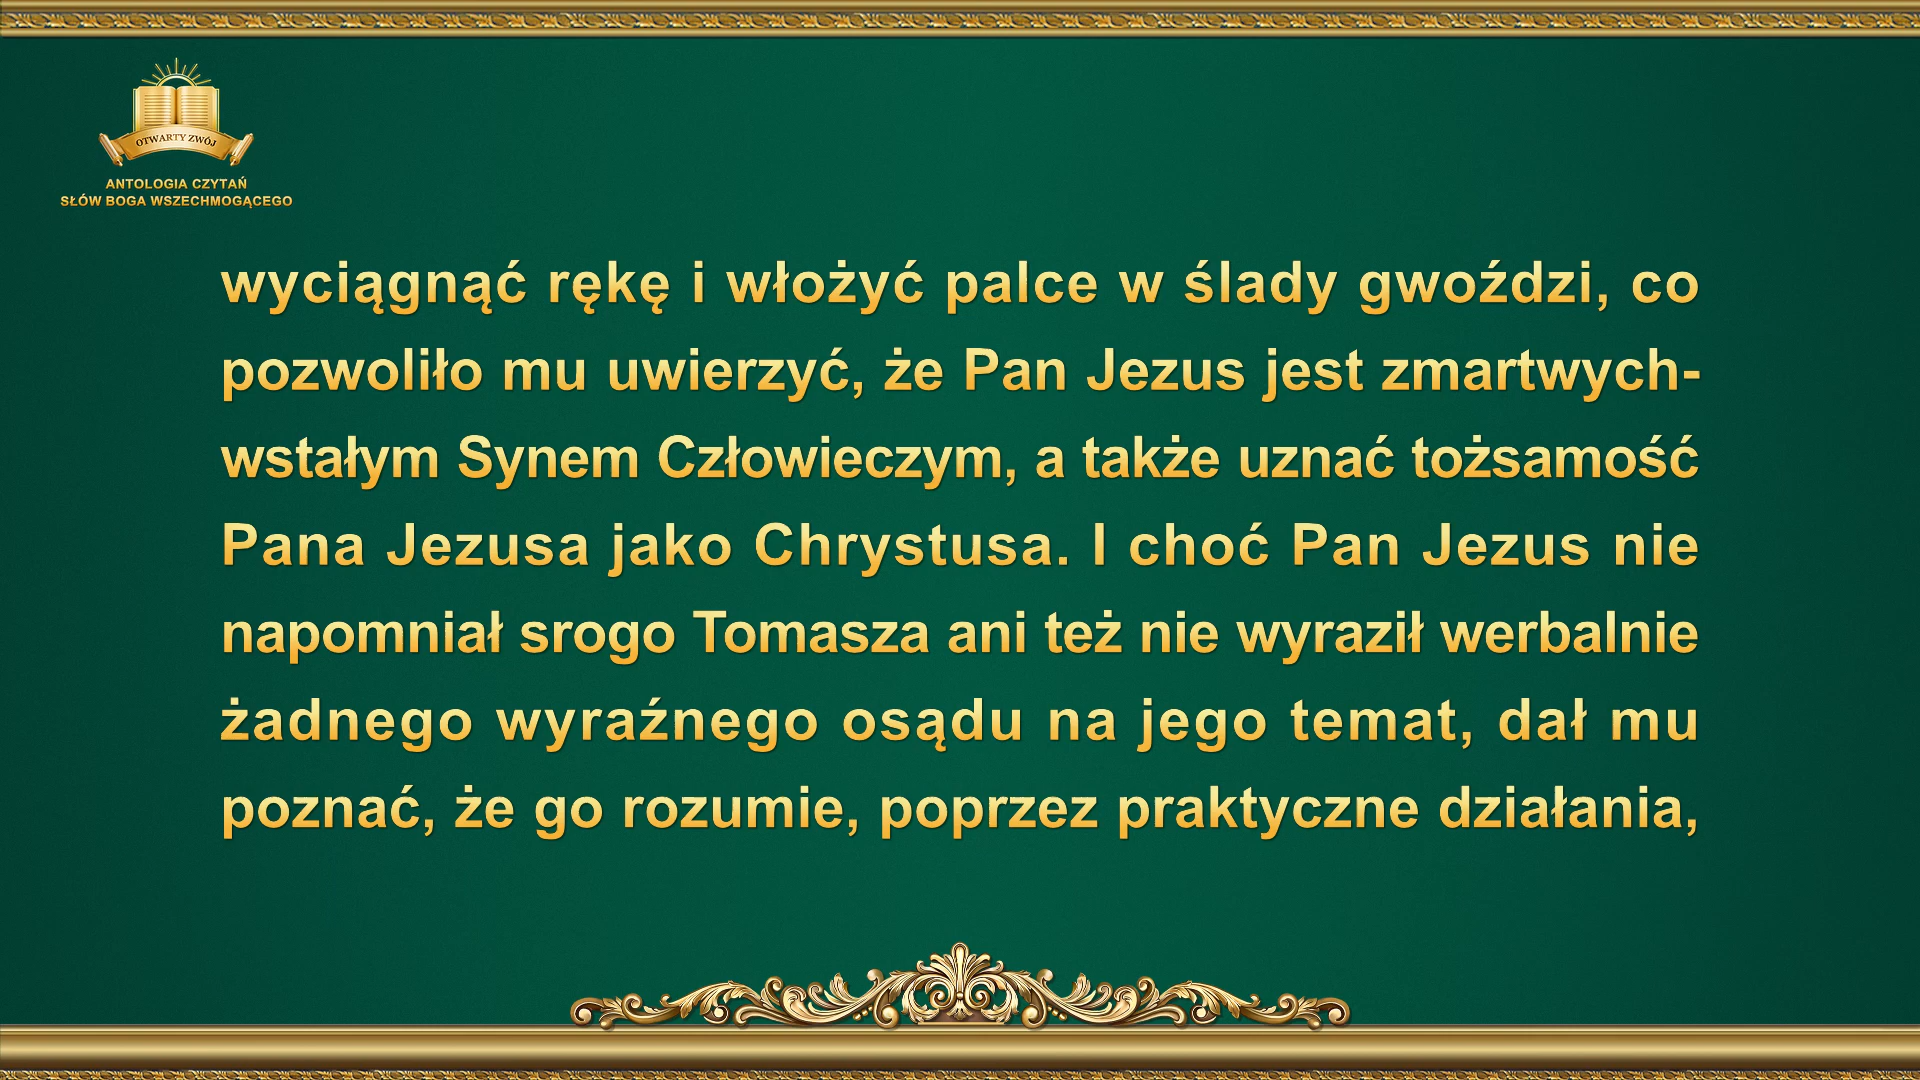 OTWARTY ZWÓJ
ANTOLOGIA CZYTAŃ
SŁÓW BOGA WSZECHMOGĄCEGO
wyciągnąć rękę i włożyć palce w ślady gwoździ, co
pozwoliło mu uwierzyć, że Pan Jezus jest zmartwych-
wstałym Synem Człowieczym, a także uznać tożsamość
Pana Jezusa jako Chrystusa. I choć Pan Jezus nie
napomniał srogo Tomasza ani też nie wyraził werbalnie
żadnego wyraźnego osądu na jego temat, dał mu
poznać, że go rozumie, poprzez praktyczne działania,